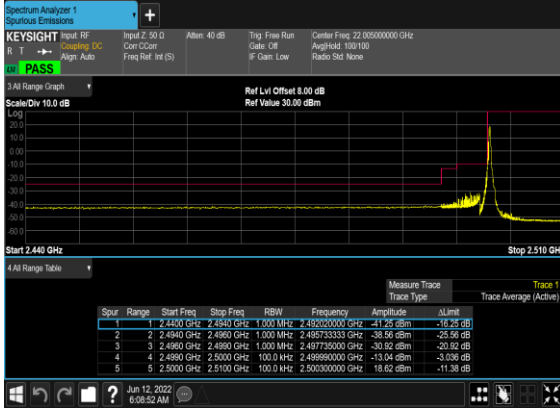 Spectrum Analyzer 1
Spurious Emissions
+
KEYSIGHT Input: RF Input Z: 50 Ω Atten: 40 dB Trig: Free Run Center Freq: 22.005000000 GHz
R T Coupling: DC Corr CCorr Gate: Off Avg|Hold: 100/100
Align: Auto Freq Ref: Int (S) IF Gain: Low Radio Std: None
PASS
3 All Range Graph
Ref Lvl Offset 8.00 dB
Scale/Div 10.0 dB Ref Value 30.00 dBm
Log
20.0
10.0
0.00
-10.0
-20.0
-30.0
-40.0
-50.0
-60.0
Start 2.440 GHz Stop 2.510 GH
4 All Range Table
Measure Trace Trace 1
Trace Type Trace Average (Active)
Spur Range Start Freq Stop Freq RBW Frequency Amplitude ΔLimit
1 1 2.4400 GHz 2.4940 GHz 1.000 MHz 2.492020000 GHz -41.25 dBm -16.25 dB
2 2 2.4940 GHz 2.4960 GHz 1.000 MHz 2.495733333 GHz -38.56 dBm -25.56 dB
3 3 2.4960 GHz 2.4990 GHz 1.000 MHz 2.497735000 GHz -30.92 dBm -20.92 dB
4 4 2.4990 GHz 2.5000 GHz 100.0 kHz 2.499990000 GHz -13.04 dBm -3.036 dB
5 5 2.5000 GHz 2.5100 GHz 100.0 kHz 2.500300000 GHz 18.62 dBm -11.38 dB
? Jun 12, 2022
6:08:52 AM